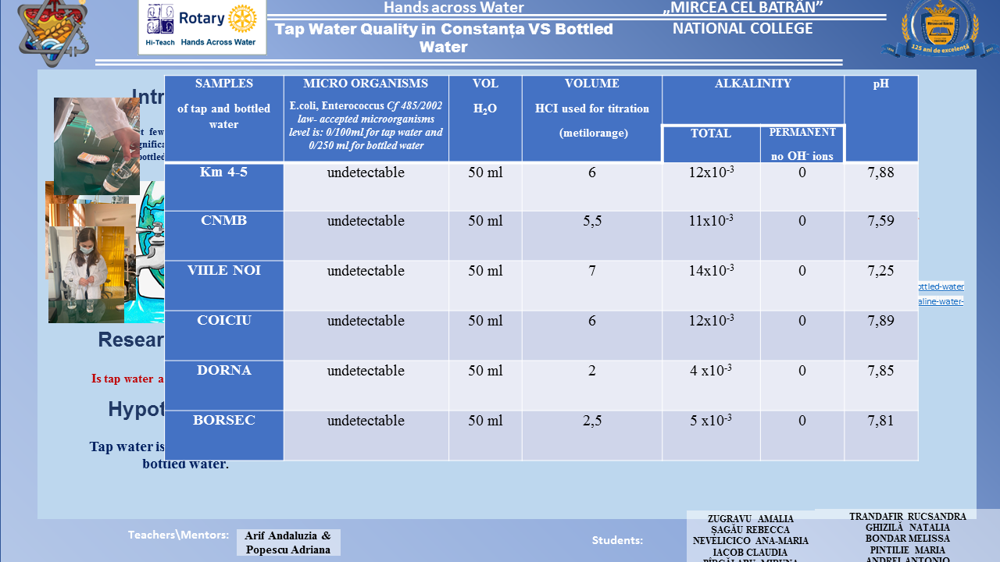 Hands across Water
„MIRCEA CEL BATRÂN”
NATIONAL COLLEGE
Rotary
Hi-Teach Hands Across Water
Tap Water Quality in Constanța VS Bottled
Water
125 ani de excelență
SAMPLES
of tap and bottled
water
MICRO ORGANISMS
E.coli, Enterococcus Cf 485/2002
law- accepted microorganisms
level is: 0/100ml for tap water and
0/250 ml for bottled water
VOL
H₂O
VOLUME
HCI used for titration
(metilorange)
ALKALINITY
TOTAL
PERMANENT
no OH⁻ ions
pH
Km 4-5 undetectable 50 ml 6 12x10⁻³ 0 7,88
CNMB undetectable 50 ml 5,5 11x10⁻³ 0 7,59
VIILE NOI undetectable 50 ml 7 14x10⁻³ 0 7,25
COICIU undetectable 50 ml 6 12x10⁻³ 0 7,89
DORNA undetectable 50 ml 2 4 x10⁻³ 0 7,85
BORSEC undetectable 50 ml 2,5 5 x10⁻³ 0 7,81
Intr
t few
Resear
Is tap water a
Hypot
Tap water is
bottled water.
ottled-water
aline-water-
Teachers\Mentors:
Arif Andaluzia &
Popescu Adriana
Students:
ZUGRAVU AMALIA
ȘAGĂU REBECCA
NEVELICICO ANA-MARIA
IACOB CLAUDIA
TRANDAFIR RUCSANDRA
GHIZILĂ NATALIA
BONDAR MELISSA
PINTILIE MARIA
ANDREI ANTONIO